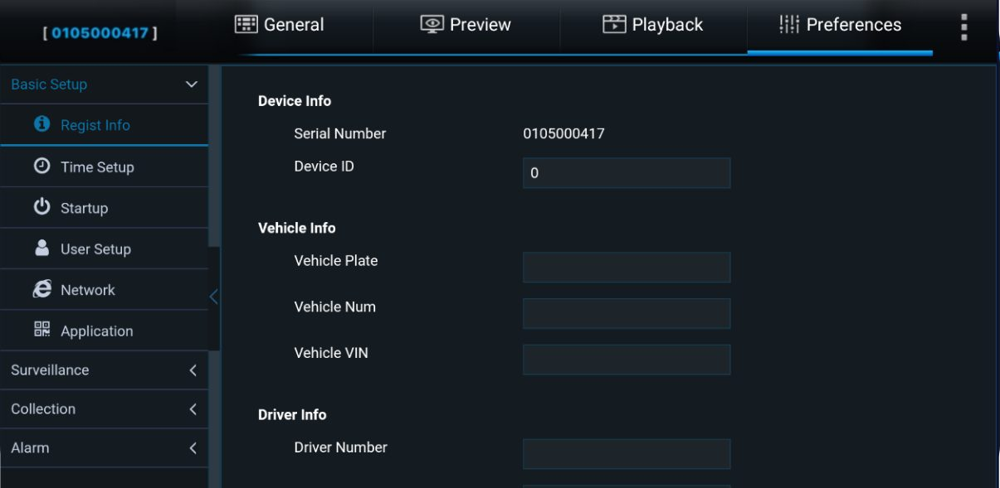 [ 0105000417 ]
General
Preview
Playback
Preferences
Basic Setup
Regist Info
Time Setup
Startup
User Setup
Network
Application
Surveillance
Collection
Alarm
Device Info
Serial Number 0105000417
Device ID 0
Vehicle Info
Vehicle Plate
Vehicle Num
Vehicle VIN
Driver Info
Driver Number